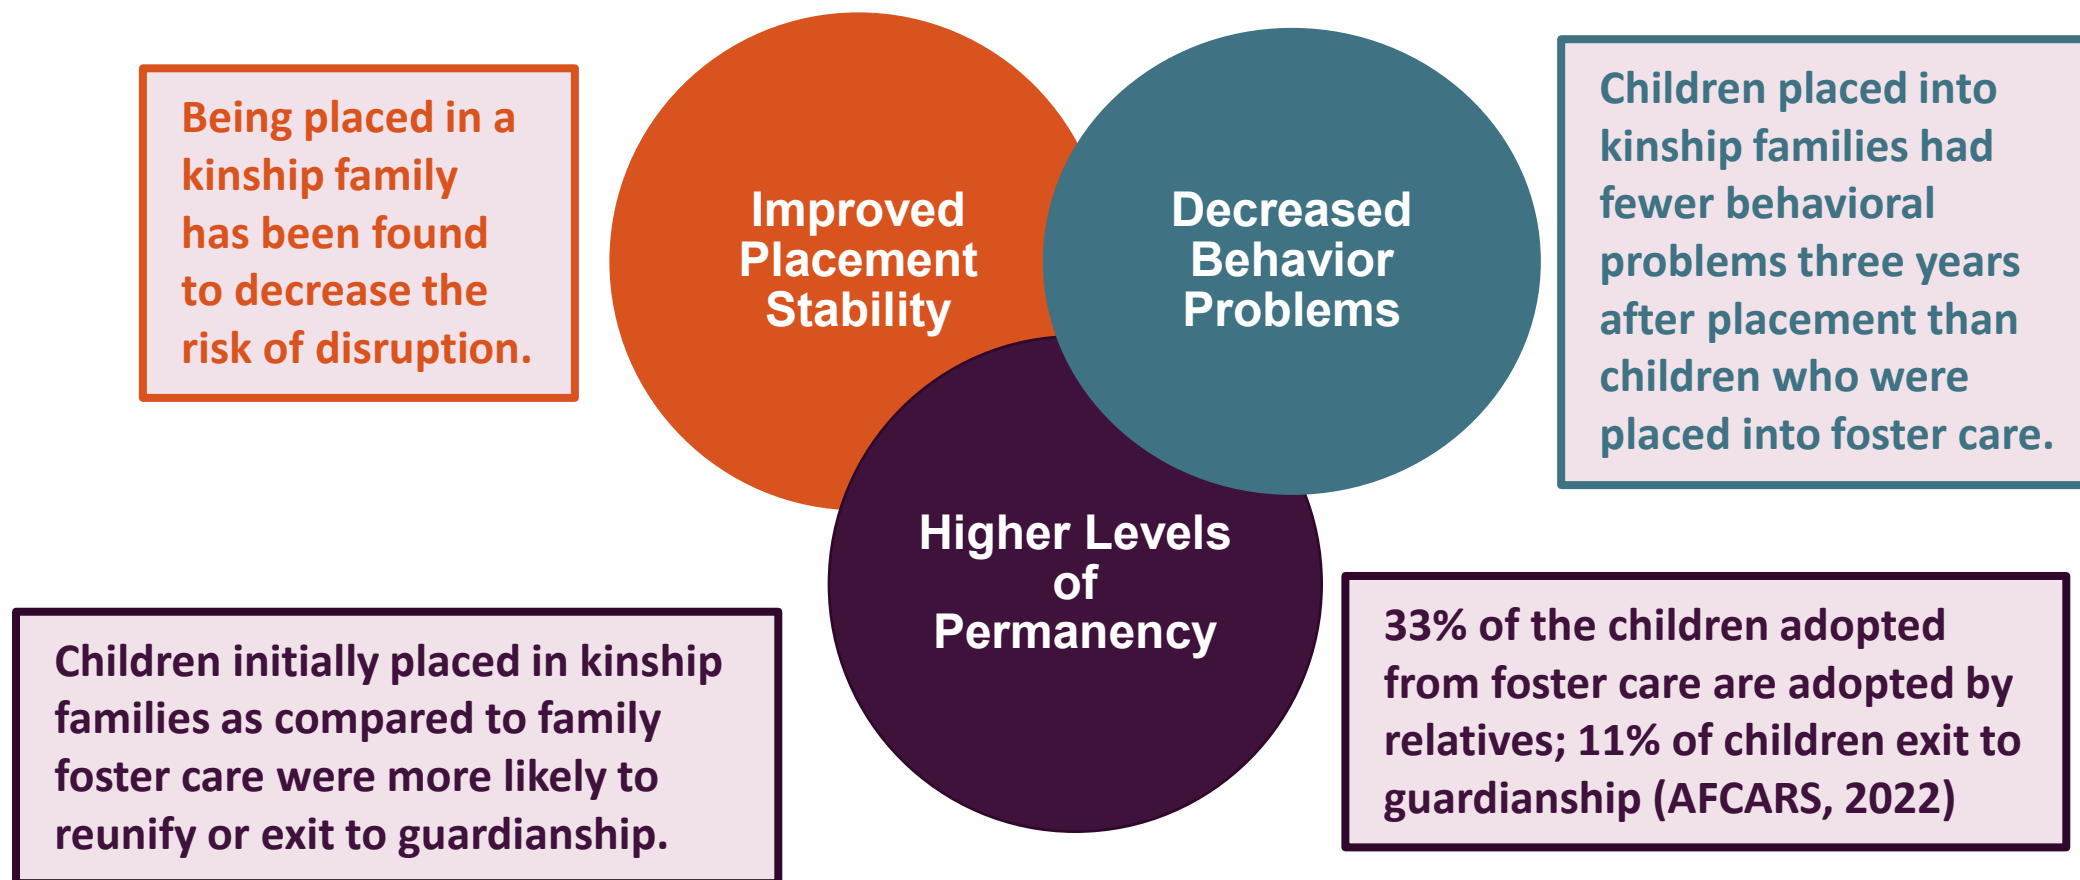 Being placed in a
kinship family
has been found
to decrease the
risk of disruption.
Improved
Placement
Stability
Decreased
Behavior
Problems
Children placed into
kinship families had
fewer behavioral
problems three years
after placement than
children who were
placed into foster care.
Higher Levels
of
Permanency
Children initially placed in kinship
families as compared to family
foster care were more likely to
reunify or exit to guardianship.
33% of the children adopted
from foster care are adopted by
relatives; 11% of children exit to
guardianship (AFCARS, 2022)